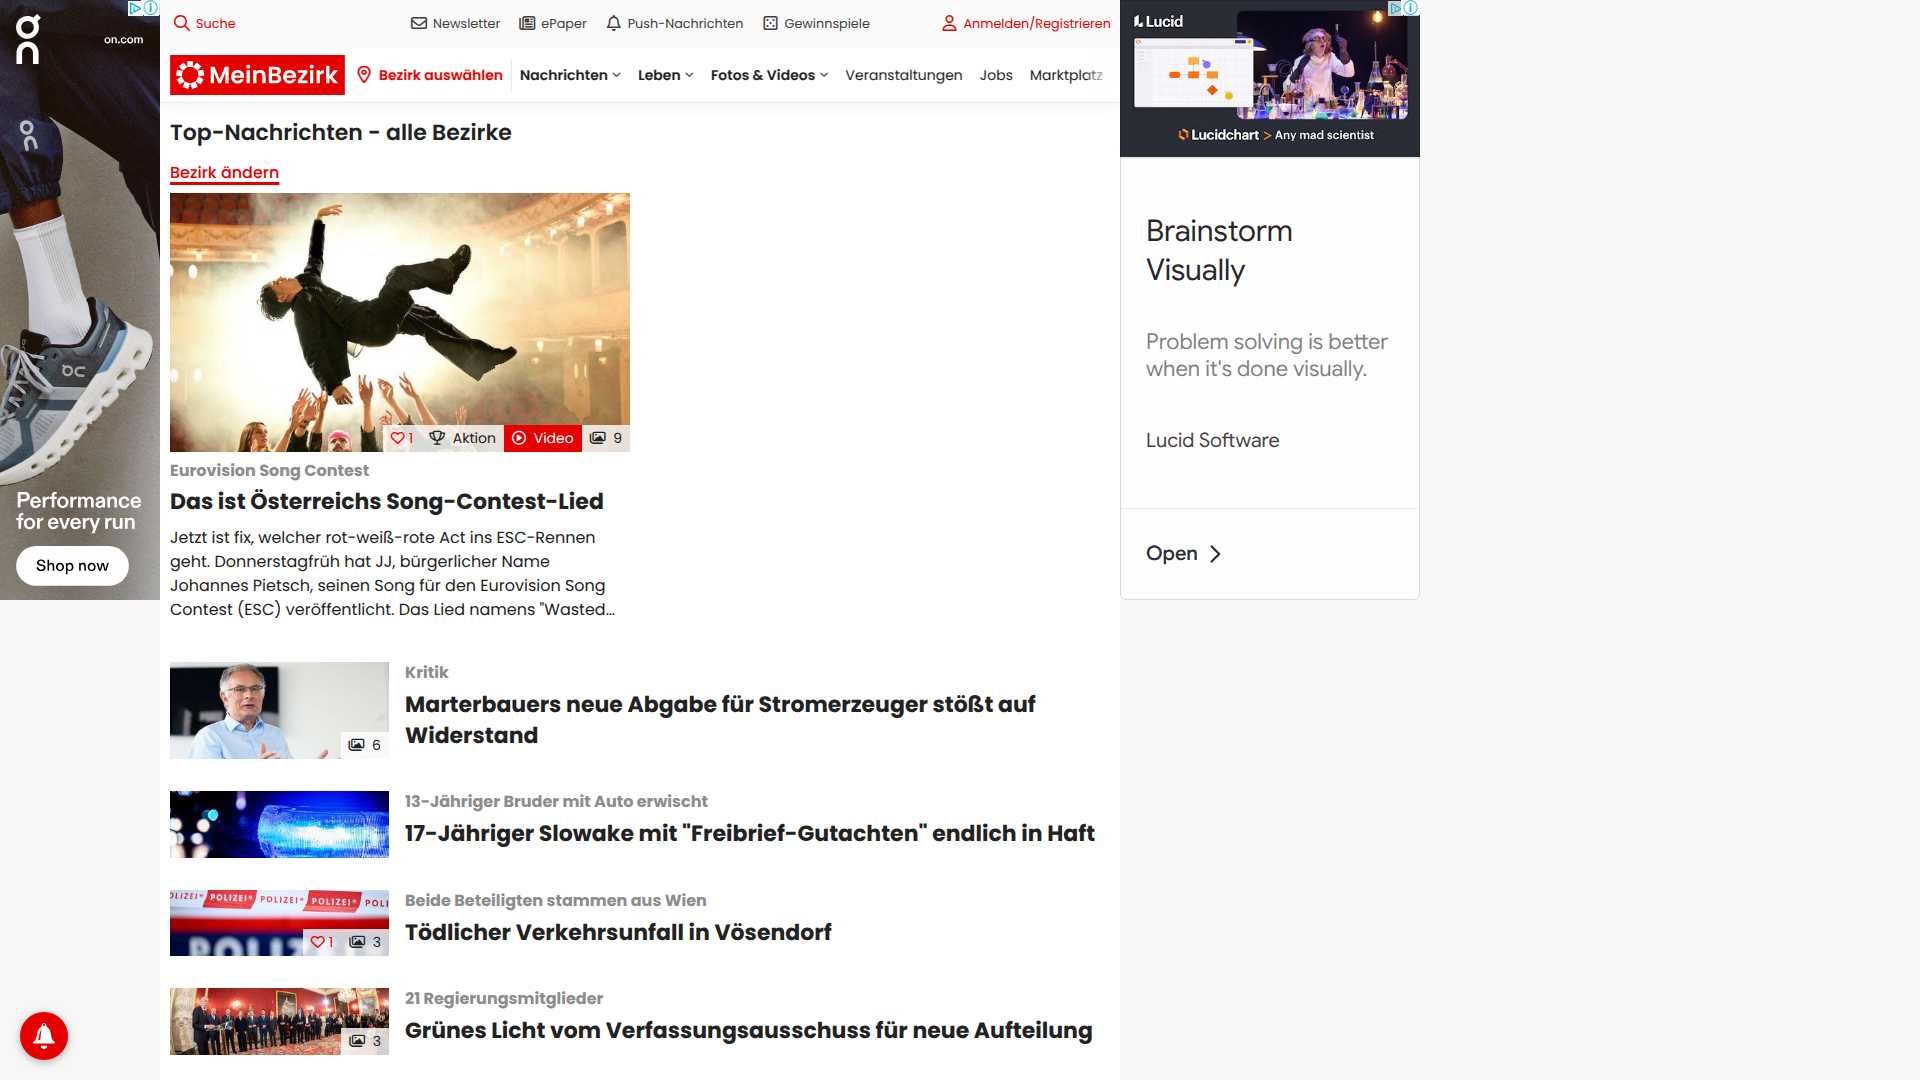 on.com
Performance
for every run
Shop now
Suche
Newsletter
ePaper
Push-Nachrichten
Gewinnspiele
Anmelden/Registrieren
MeinBezirk
Bezirk auswählen
Nachrichten
Leben
Fotos & Videos
Veranstaltungen
Jobs
Marktplatz
Top-Nachrichten - alle Bezirke
Bezirk ändern
1 Aktion Video 9
Eurovision Song Contest
Das ist Österreichs Song-Contest-Lied
Jetzt ist fix, welcher rot-weiß-rote Act ins ESC-Rennen
geht. Donnerstagfrüh hat JJ, bürgerlicher Name
Johannes Pietsch, seinen Song für den Eurovision Song
Contest (ESC) veröffentlicht. Das Lied namens "Wasted...
6
Kritik
Marterbauers neue Abgabe für Stromerzeuger stößt auf
Widerstand
13-Jähriger Bruder mit Auto erwischt
17-Jähriger Slowake mit "Freibrief-Gutachten" endlich in Haft
POLIZEI POLIZEI POLIZEI POLIZEI
POLIZEI
1 3
Beide Beteiligten stammen aus Wien
Tödlicher Verkehrsunfall in Vösendorf
3
21 Regierungsmitglieder
Grünes Licht vom Verfassungsausschuss für neue Aufteilung
Lucid
Lucidchart > Any mad scientist
Brainstorm
Visually
Problem solving is better
when it's done visually.
Lucid Software
Open